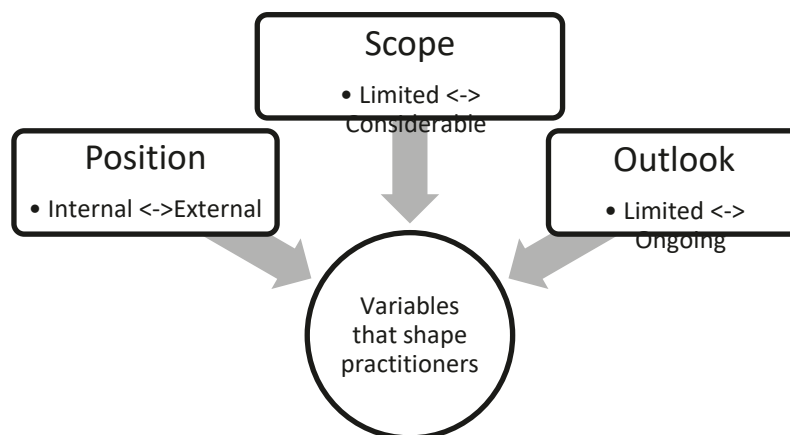 Scope
• Limited <->
Considerable
Position
• Internal <->External
Outlook
• Limited <->
Ongoing
Variables
that shape
practitioners